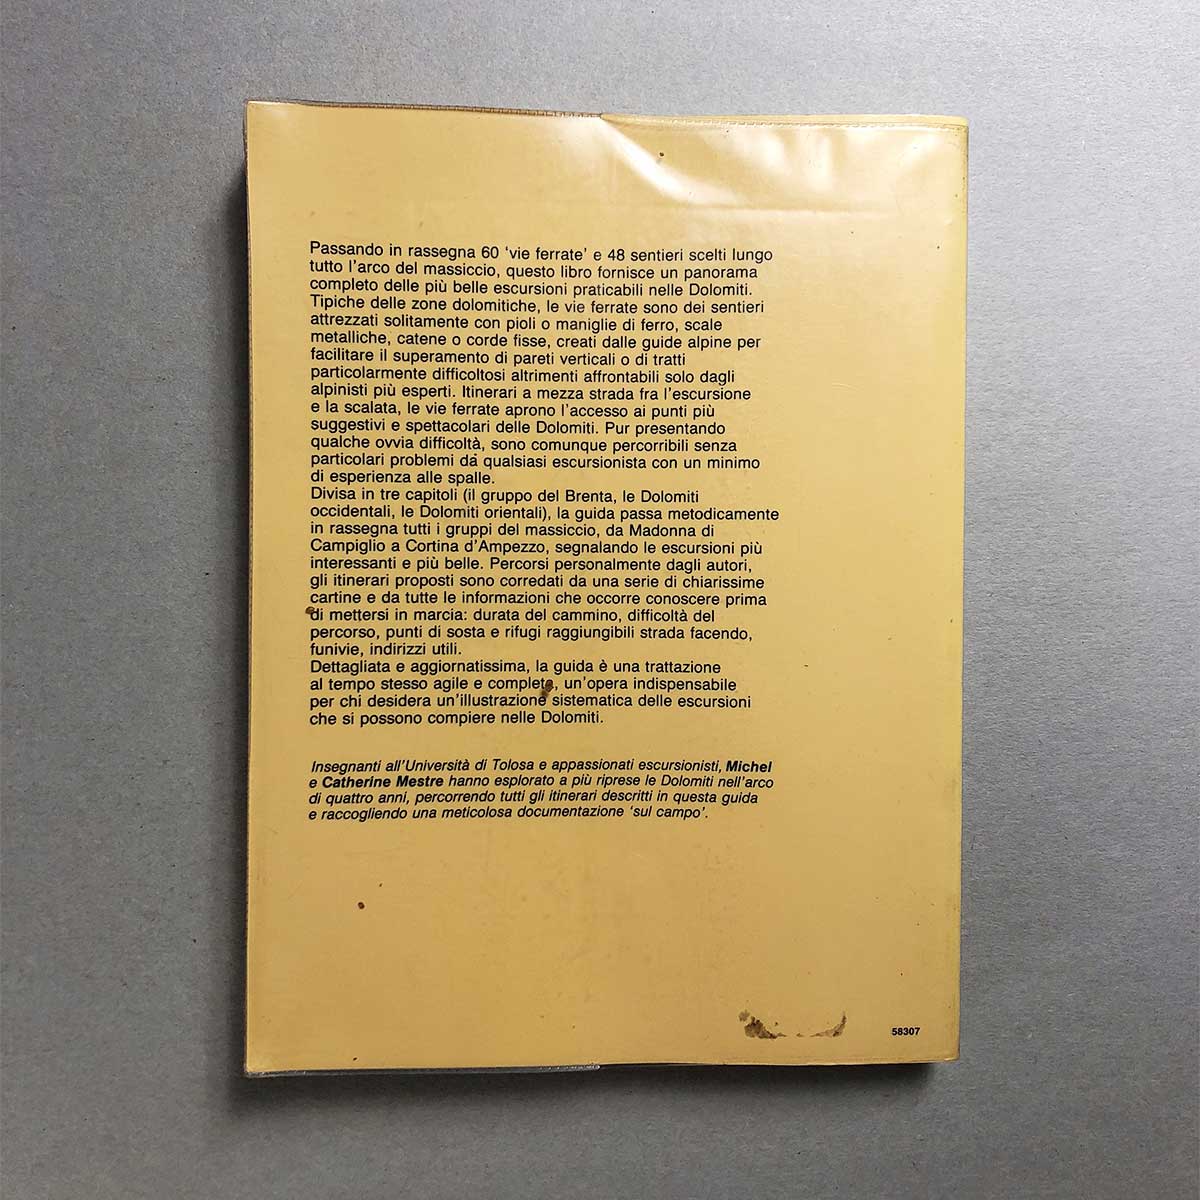 Passando in rassegna 60 'vie ferrate' e 48 sentieri scelti lungo
tutto l'arco del massiccio, questo libro fornisce un panorama
completo delle più belle escursioni praticabili nelle Dolomiti.
Tipiche delle zone dolomitiche, le vie ferrate sono dei sentieri
attrezzati solitamente con pioli o maniglie di ferro, scale
metalliche, catene o corde fisse, creati dalle guide alpine per
facilitare il superamento di pareti verticali o di tratti
particolarmente difficoltosi altrimenti affrontabili solo dagli
alpinisti più esperti. Itinerari a mezza strada fra l'escursione
e la scalata, le vie ferrate aprono l'accesso ai punti più
suggestivi e spettacolari delle Dolomiti. Pur presentando
qualche ovvia difficoltà, sono comunque percorribili senza
particolari problemi da qualsiasi escursionista con un minimo
di esperienza alle spalle.
Divisa in tre capitoli (il gruppo del Brenta, le Dolomiti
occidentali, le Dolomiti orientali), la guida passa metodicamente
in rassegna tutti i gruppi del massiccio, da Madonna di
Campiglio a Cortina d'Ampezzo, segnalando le escursioni più
interessanti e più belle. Percorsi personalmente dagli autori,
gli itinerari proposti sono corredati da una serie di chiarissime
cartine e da tutte le informazioni che occorre conoscere prima
di mettersi in marcia: durata del cammino, difficoltà del
percorso, punti di sosta e rifugi raggiungibili strada facendo,
funivie, indirizzi utili.
Dettagliata e aggiornatissima, la guida è una trattazione
al tempo stesso agile e completa, un'opera indispensabile
per chi desidera un'illustrazione sistematica delle escursioni
che si possono compiere nelle Dolomiti.
Insegnanti all'Università di Tolosa e appassionati escursionisti, Michel
e Catherine Mestre hanno esplorato a più riprese le Dolomiti nell'arco
di quattro anni, percorrendo tutti gli itinerari descritti in questa guida
e raccogliendo una meticolosa documentazione 'sul campo'.
58307